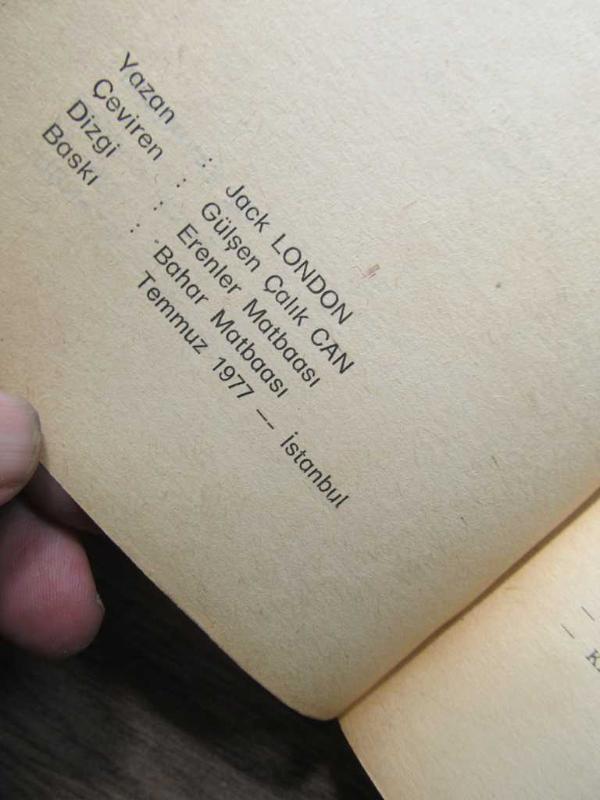 Yazan : Jack LONDON
Çeviren : Gülşen Çalık CAN
Dizgi : Erenler Matbaası
Baskı : Bahar Matbaası
Temmuz 1977 — İstanbul